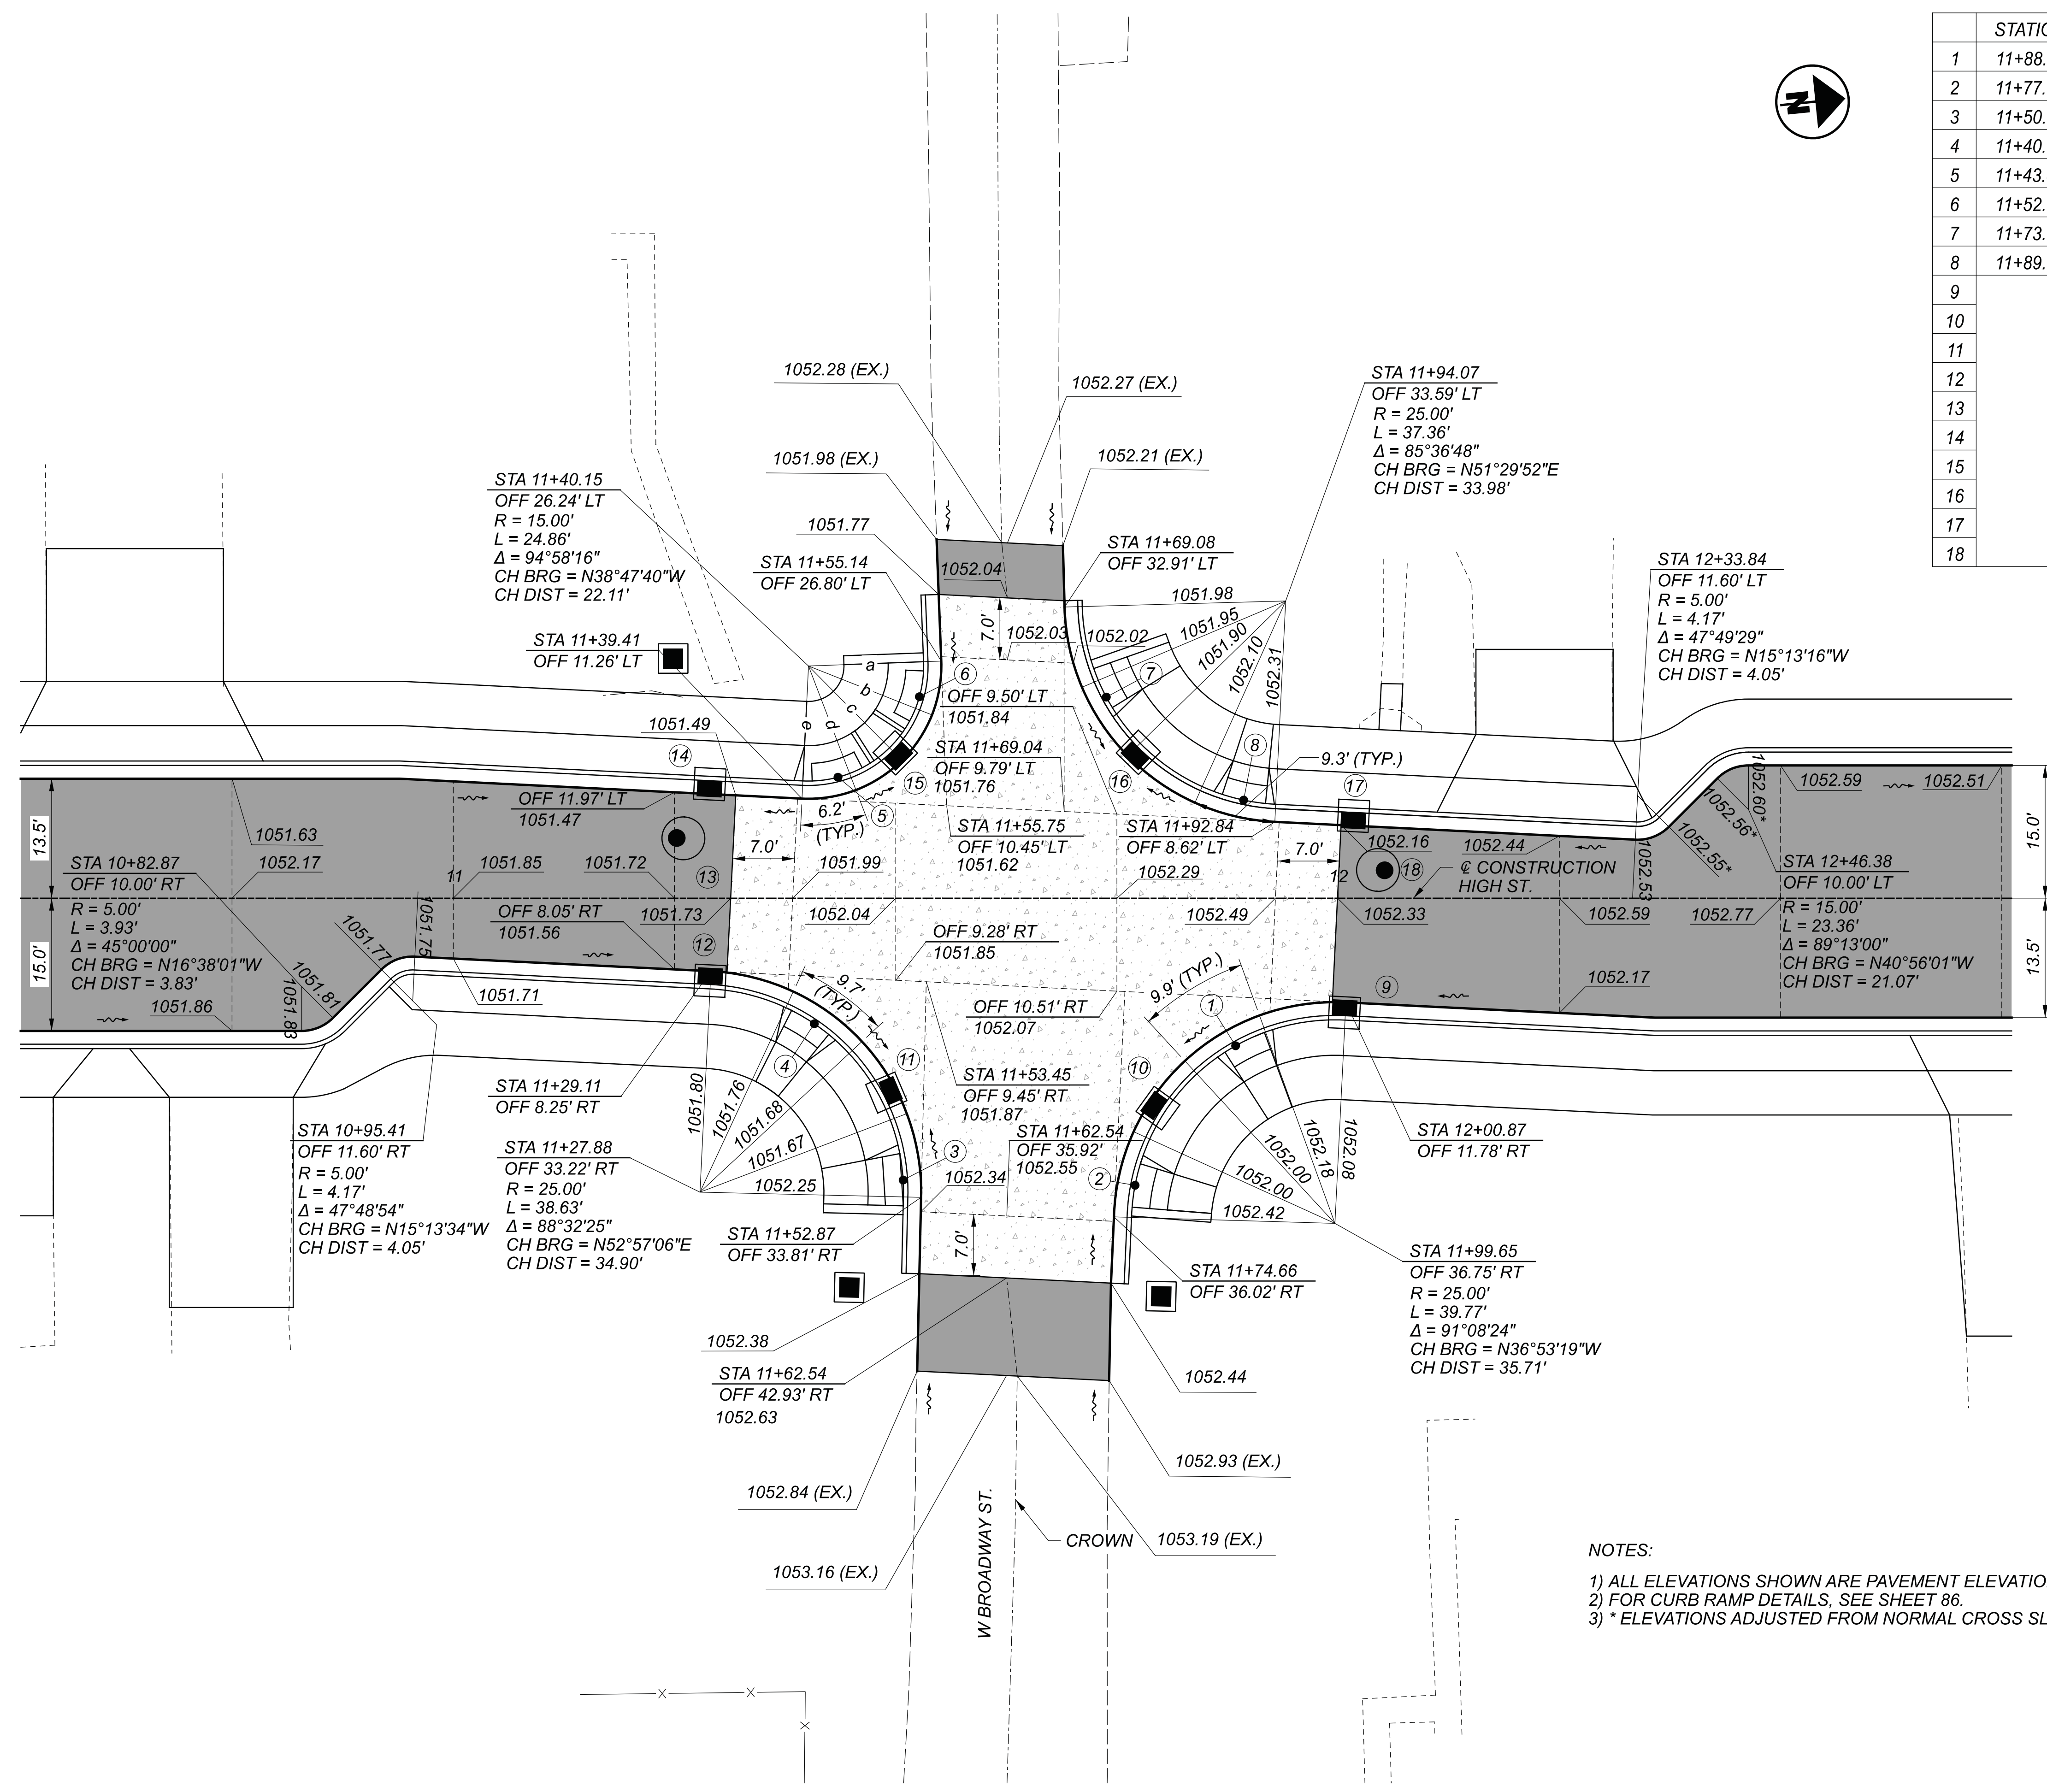 STATIO
1 11+88.
2 11+77.
3 11+50.
4 11+40.
5 11+43.
6 11+52.
7 11+73.
8 11+89.
9
10
11
12
13
14
15
16
17
18
N
1052.28 (EX.)
1052.27 (EX.)
1051.98 (EX.)
1052.21 (EX.)
STA 11+94.07
OFF 33.59' LT
R = 25.00'
L = 37.36'
Δ = 85°36'48"
CH BRG = N51°29'52"E
CH DIST = 33.98'
STA 11+40.15
OFF 26.24' LT
R = 15.00'
L = 24.86'
Δ = 94°58'16"
CH BRG = N38°47'40"W
CH DIST = 22.11'
1051.77
STA 11+55.14
OFF 26.80' LT
1052.04
STA 11+69.08
OFF 32.91' LT
STA 12+33.84
OFF 11.60' LT
R = 5.00'
L = 4.17'
Δ = 47°49'29"
CH BRG = N15°13'16"W
CH DIST = 4.05'
STA 11+39.41
OFF 11.26' LT
7.0'
1052.03
1052.02
1051.98
1051.95
1051.90
1052.10
1052.31
a
b
c
d
e
6
7
OFF 9.50' LT
1051.84
1051.49
14
STA 11+69.04
OFF 9.79' LT
1051.76
15
16
8
9.3' (TYP.)
17
OFF 11.97' LT
1051.47
6.2'
(TYP.)
5
STA 11+55.75
OFF 10.45' LT
1051.62
STA 11+92.84
OFF 8.62' LT
1052.16
1052.44
1052.60*
1052.56*
1052.55*
1052.53
1052.59
1052.51
13.5'
15.0'
1051.63
1052.17
STA 10+82.87
OFF 10.00' RT
R = 5.00'
L = 3.93'
Δ = 45°00'00"
CH BRG = N16°38'01"W
CH DIST = 3.83'
11
1051.85
1051.72
13
7.0'
1051.99
1052.29
7.0'
12
18
℄ CONSTRUCTION
HIGH ST.
STA 12+46.38
OFF 10.00' LT
R = 15.00'
L = 23.36'
Δ = 89°13'00"
CH BRG = N40°56'01"W
CH DIST = 21.07'
15.0'
13.5'
1051.77
1051.75
1051.81
1051.83
1051.86
OFF 8.05' RT
1051.56
1051.73
1052.04
1052.49
1052.33
1052.59
1052.77
12
OFF 9.28' RT
1051.85
1051.71
9.7'
(TYP.)
OFF 10.51' RT
1052.07
9.9' (TYP.)
1
9
1052.17
4
11
10
STA 11+53.45
OFF 9.45' RT
1051.87
STA 11+29.11
OFF 8.25' RT
1051.80
1051.76
1051.68
1051.67
1052.25
STA 10+95.41
OFF 11.60' RT
R = 5.00'
L = 4.17'
Δ = 47°48'54"
CH BRG = N15°13'34"W
CH DIST = 4.05'
STA 11+27.88
OFF 33.22' RT
R = 25.00'
L = 38.63'
Δ = 88°32'25"
CH BRG = N52°57'06"E
CH DIST = 34.90'
3
STA 11+62.54
OFF 35.92'
1052.55
2
1052.34
1052.00
1052.00
1052.18
1052.08
1052.42
STA 12+00.87
OFF 11.78' RT
STA 11+52.87
OFF 33.81' RT
7.0'
STA 11+74.66
OFF 36.02' RT
STA 11+99.65
OFF 36.75' RT
R = 25.00'
L = 39.77'
Δ = 91°08'24"
CH BRG = N36°53'19"W
CH DIST = 35.71'
1052.38
STA 11+62.54
OFF 42.93' RT
1052.63
1052.44
1052.93 (EX.)
1052.84 (EX.)
W BROADWAY ST.
CROWN
1053.19 (EX.)
1053.16 (EX.)
NOTES:
1) ALL ELEVATIONS SHOWN ARE PAVEMENT ELEVATIO
2) FOR CURB RAMP DETAILS, SEE SHEET 86.
3) * ELEVATIONS ADJUSTED FROM NORMAL CROSS SL